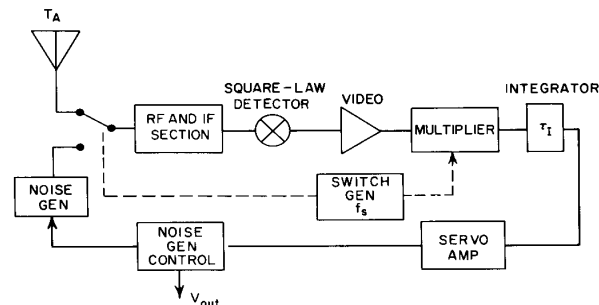 T_A
SQUARE-LAW
DETECTOR
VIDEO
INTEGRATOR
RF AND IF
SECTION
MULTIPLIER
τ_I
NOISE
GEN
SWITCH
GEN
f_s
NOISE
GEN
CONTROL
SERVO
AMP
V_out